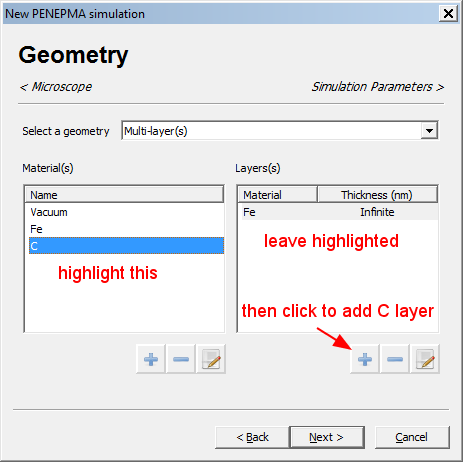 New PENEPMA simulation
Geometry
< Microscope
Simulation Parameters >
Select a geometry
Multi-layer(s)
Material(s)
Name
Vacuum
Fe
C
highlight this
Layers(s)
Material
Thickness (nm)
Fe
Infinite
leave highlighted
then click to add C layer
< Back
Next >
Cancel